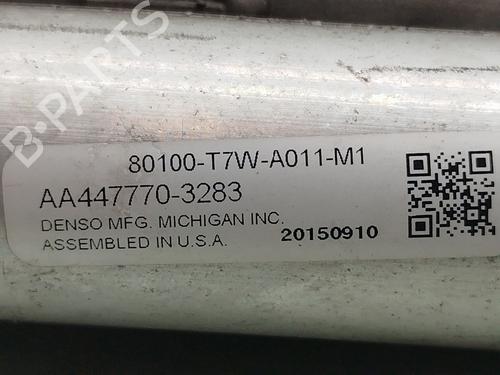 B-PARTS
80100-T7W-A011-M1
AA447770-3283
DENSO MFG. MICHIGAN INC.
ASSEMBLED IN U.S.A.
20150910